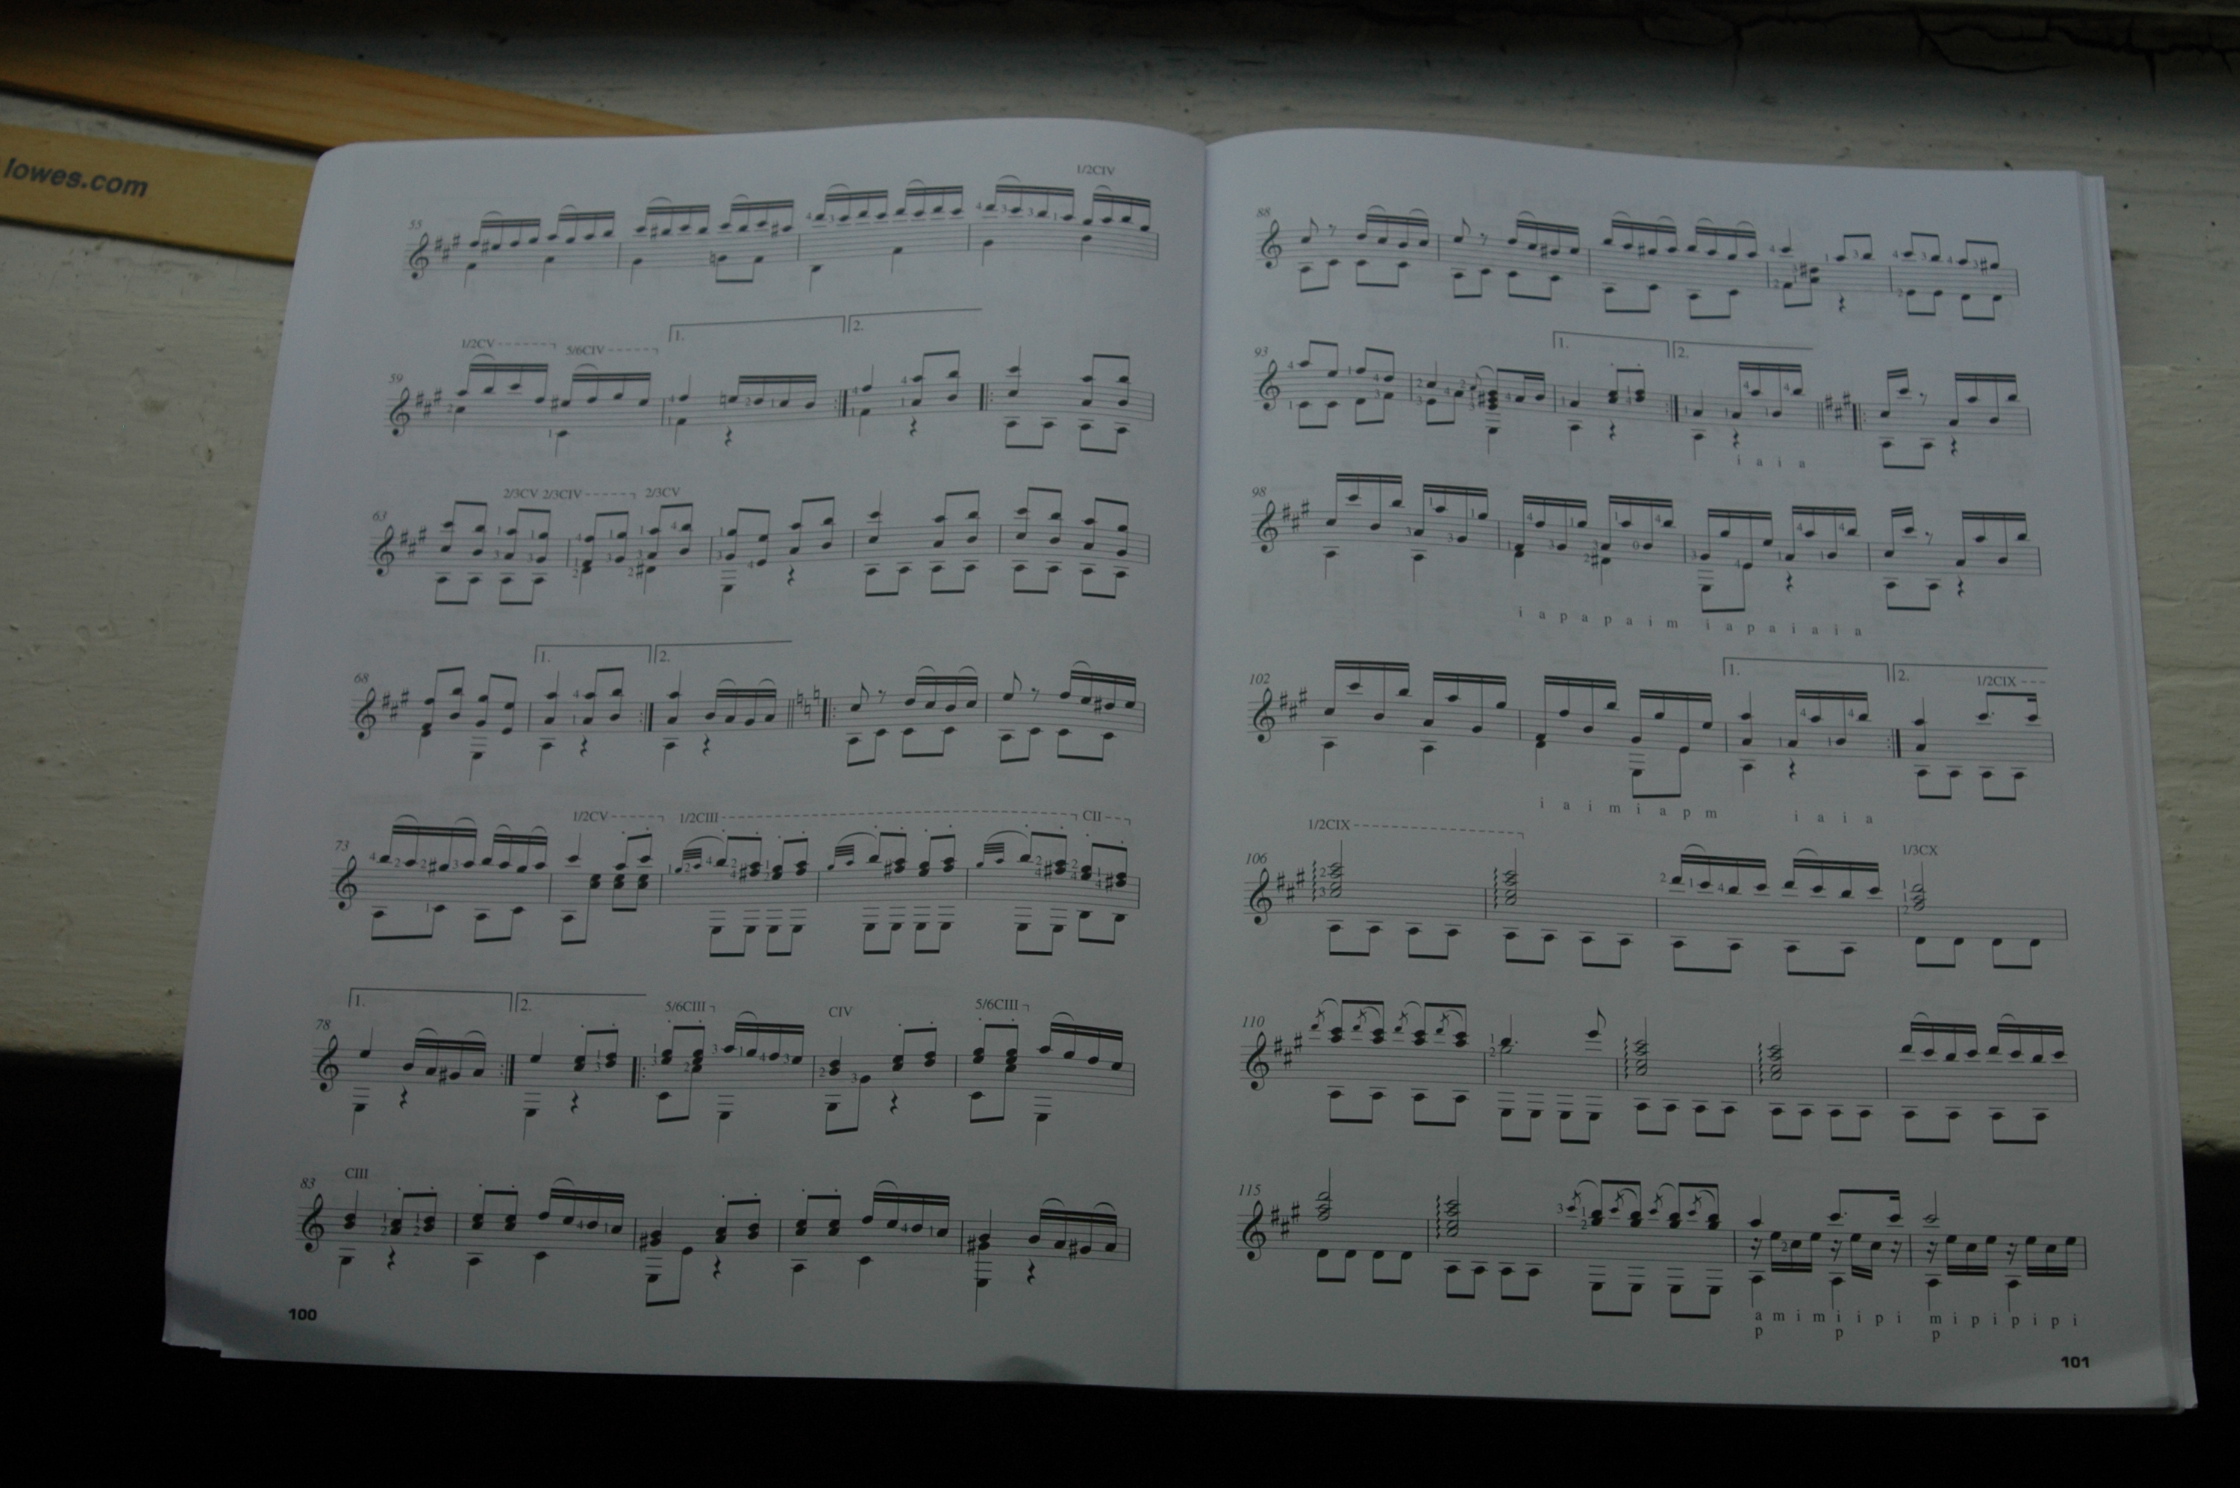 1/2CIV
55
1. 2.
1/2CV 5/6CIV
59
2/3CV 2/3CIV 2/3CV
63
1. 2.
68
1/2CV 1/2CIII CII
73
1. 2. 5/6CIII CIV 5/6CIII
78
CIII
83
100
88
1. 2.
93
i a i a
98
i a p a p a i m i a p a i a i a
1. 2. 1/2CIX
102
i a i m i a p m i a i a
1/2CIX 1/3CX
106
110
115
a m i m i p i m i p i p i p i
p p p
101
lowes.com